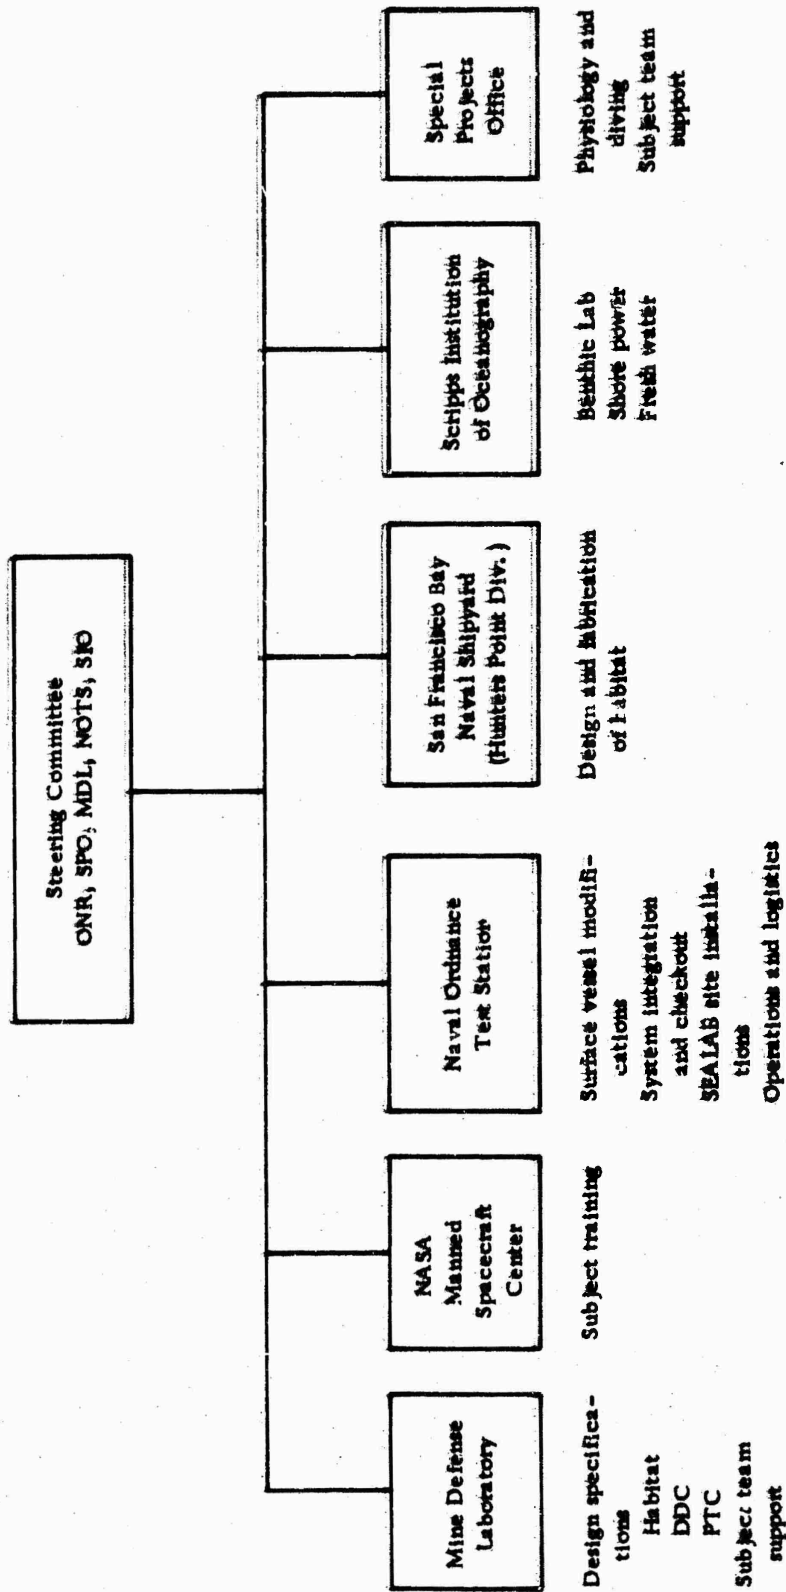 Steering Committee
ONR, SPO, MDL, NOTS, SIO
Mine Defense
Laboratory
Design specifica-
tions
Habitat
DDC
PTC
Subject team
support
NASA
Manned
Spacecraft
Center
Subject training
Naval Ordnance
Test Station
Surface vessel modifi-
cations
System integration
and checkout
SEALAB site installa-
tions
Operations and logistics
San Francisco Bay
Naval Shipyard
(Hunters Point Div.)
Design and fabrication
of habitat
Scripps Institution
of Oceanography
Benthic Lab
Shore power
Fresh water
Special
Projects
Office
Physiology and
diving
Subject team
support